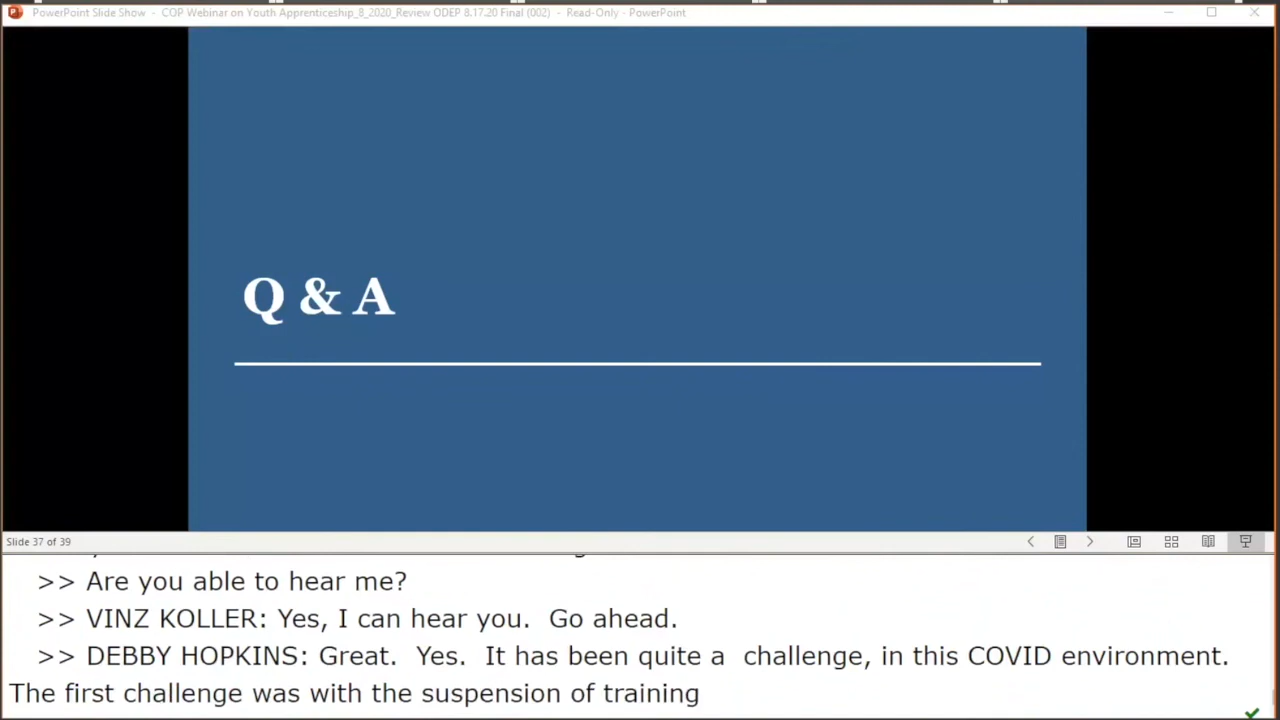 PowerPoint Slide Show - COP Webinar on Youth Apprenticeship_8_2020_Review ODEP 8.17.20 Final (002) - Read-Only - PowerPoint
Q & A
Slide 37 of 39
>> Are you able to hear me?
>> VINZ KOLLER: Yes, I can hear you.  Go ahead.
>> DEBBY HOPKINS: Great.  Yes.  It has been quite a  challenge, in this COVID environment.
The first challenge was with the suspension of training